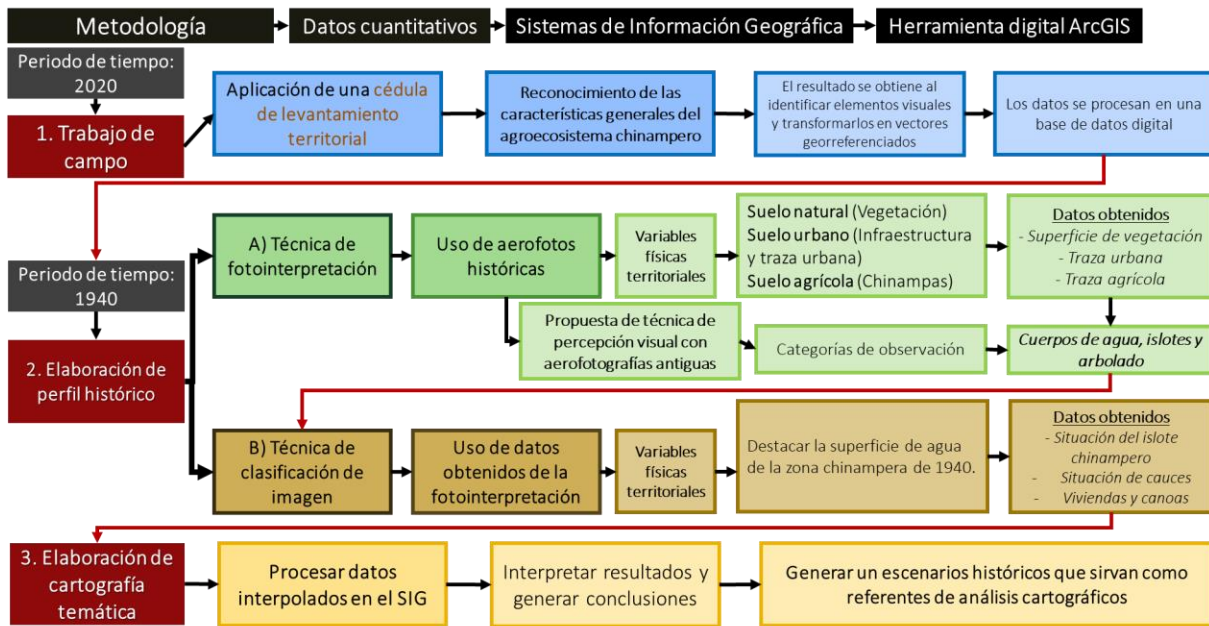 Metodología
Datos cuantitativos
Sistemas de Información Geográfica
Herramienta digital ArcGIS
Periodo de tiempo:
2020
1. Trabajo de
campo
Aplicación de una cédula
de levantamiento
territorial
Reconocimiento de las
características generales del
agroecosistema chinampero
El resultado se obtiene al
identificar elementos visuales
y transformarlos en vectores
georreferenciados
Los datos se procesan en una
base de datos digital
Periodo de tiempo:
1940
2. Elaboración de
perfil histórico
A) Técnica de
fotointerpretación
Uso de aerofotos
históricas
Variables
físicas
territoriales
Suelo natural (Vegetación)
Suelo urbano (Infraestructura
y traza urbana)
Suelo agrícola (Chinampas)
Datos obtenidos
- Superficie de vegetación
- Traza urbana
- Traza agrícola
Propuesta de técnica de
percepción visual con
aerofotografías antiguas
Categorías de observación
Cuerpos de agua, islotes y
arbolado
B) Técnica de
clasificación de
imagen
Uso de datos
obtenidos de la
fotointerpretación
Variables
físicas
territoriales
Destacar la superficie de agua
de la zona chinampera de 1940.
Datos obtenidos
- Situación del islote
chinampero
- Situación de cauces
- Viviendas y canoas
3. Elaboración de
cartografía
temática
Procesar datos
interpolados en el SIG
Interpretar resultados y
generar conclusiones
Generar un escenarios históricos que sirvan como
referentes de análisis cartográficos